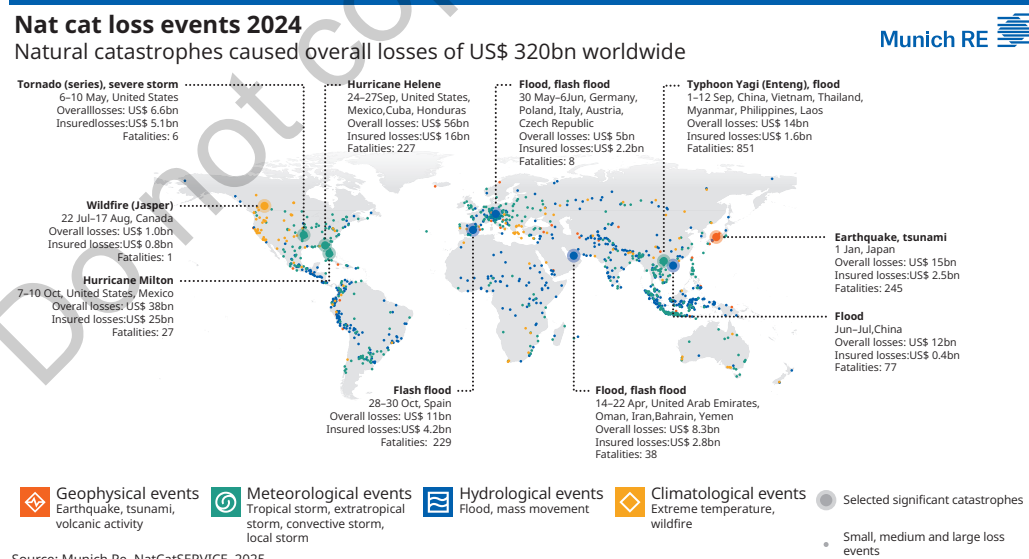 Nat cat loss events 2024
Natural catastrophes caused overall losses of US$ 320bn worldwide
Munich RE
Tornado (series), severe storm
6–10 May, United States
Overalllosses: US$ 6.6bn
Insuredlosses:US$ 5.1bn
Fatalities: 6
Hurricane Helene
24–27Sep, United States,
Mexico,Cuba, Honduras
Overall losses: US$ 56bn
Insured losses:US$ 16bn
Fatalities: 227
Flood, flash flood
30 May–6Jun, Germany,
Poland, Italy, Austria,
Czech Republic
Overall losses: US$ 5bn
Insured losses:US$ 2.2bn
Fatalities: 8
Typhoon Yagi (Enteng), flood
1–12 Sep, China, Vietnam, Thailand,
Myanmar, Philippines, Laos
Overall losses: US$ 14bn
Insured losses:US$ 1.6bn
Fatalities: 851
Wildfire (Jasper)
22 Jul–17 Aug, Canada
Overall losses:US$ 1.0bn
Insured losses:US$ 0.8bn
Fatalities: 1
Hurricane Milton
7–10 Oct, United States, Mexico
Overall losses: US$ 38bn
Insured losses:US$ 25bn
Fatalities: 27
Earthquake, tsunami
1 Jan, Japan
Overall losses: US$ 15bn
Insured losses:US$ 2.5bn
Fatalities: 245
Flood
Jun–Jul,China
Overall losses: US$ 12bn
Insured losses:US$ 0.4bn
Fatalities: 77
Flash flood
28–30 Oct, Spain
Overall losses: US$ 11bn
Insured losses:US$ 4.2bn
Fatalities: 229
Flood, flash flood
14–22 Apr, United Arab Emirates,
Oman, Iran,Bahrain, Yemen
Overall losses: US$ 8.3bn
Insured losses:US$ 2.8bn
Fatalities: 38
Geophysical events
Earthquake, tsunami,
volcanic activity
Meteorological events
Tropical storm, extratropical
storm, convective storm,
local storm
Hydrological events
Flood, mass movement
Climatological events
Extreme temperature,
wildfire
Selected significant catastrophes
Small, medium and large loss
events
Source: Munich Re, NatCatSERVICE, 2025
Do not co